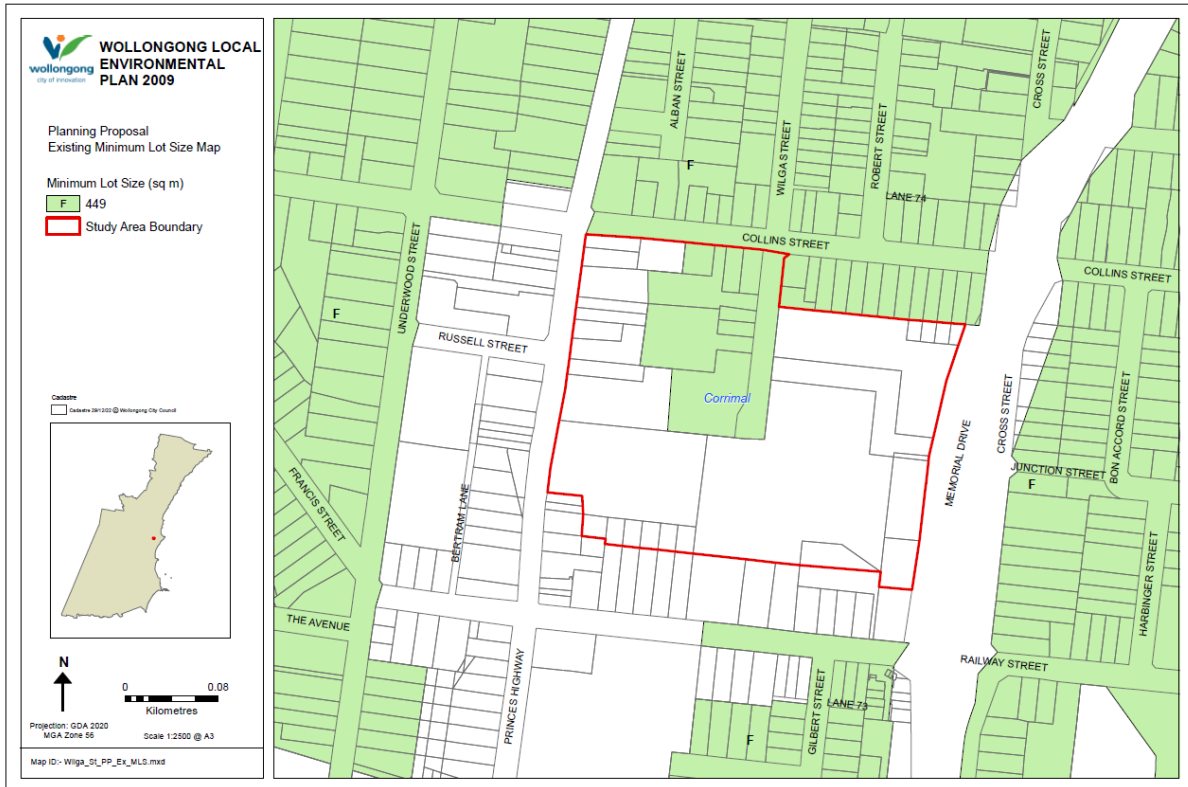 wollongong
city of innovation
WOLLONGONG LOCAL
ENVIRONMENTAL
PLAN 2009
Planning Proposal
Existing Minimum Lot Size Map
Minimum Lot Size (sq m)
F 449
Study Area Boundary
Cadastre
Cadastre 29/12/22 @ Wollongong City Council
N
0 0.08
Kilometres
Projection: GDA 2020
MGA Zone 56
Scale 1:2500 @ A3
Map ID:- Wilga_St_PP_Ex_MLS.mxd
ALBAN STREET
F
WILGA STREET
ROBERT STREET
CROSS STREET
LANE 74
COLLINS STREET
COLLINS STREET
UNDERWOOD STREET
F
RUSSELL STREET
Corrimal
MEMORIAL DRIVE
CROSS STREET
BON ACCORD STREET
JUNCTION STREET
F
FRANCIS STREET
BERTRAM LANE
HARBINGER STREET
THE AVENUE
PRINCES HIGHWAY
RAILWAY STREET
GILBERT STREET
LANE 73
F